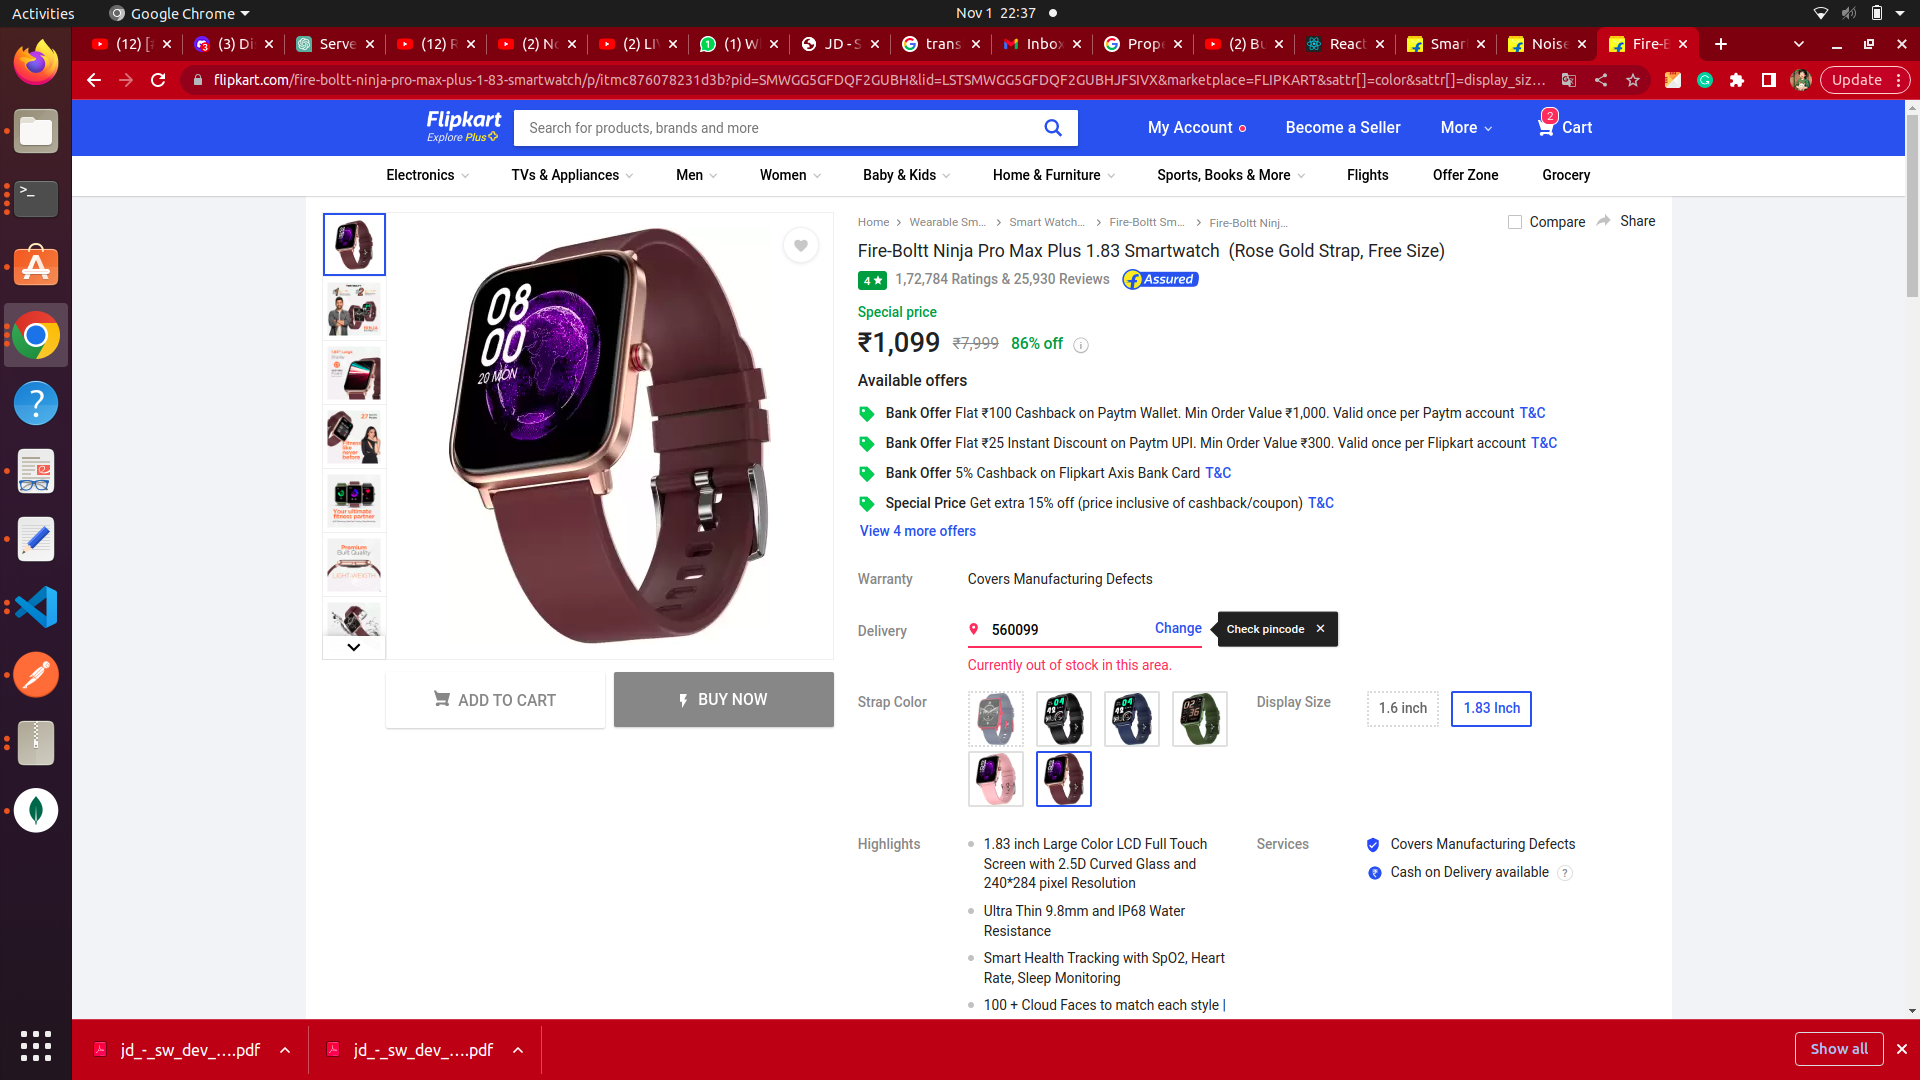 Activities
Google Chrome
Nov 1 22:37
(12) [
(3) Di
Serve
(12) R
(2) No
(2) LIV
(1) W
JD - S
trans
Inbox
Prope
(2) Bu
React
Smar
Noise
Fire-B
flipkart.com/fire-boltt-ninja-pro-max-plus-1-83-smartwatch/p/itmc876078231d3b?pid=SMWGG5GFDQF2GUBH&lid=LSTSMWGG5GFDQF2GUBHJFSIVX&marketplace=FLIPKART&sattr[]=color&sattr[]=display_siz...
Update
Flipkart
Explore Plus
Search for products, brands and more
My Account
Become a Seller
More
2
Cart
Electronics
TVs & Appliances
Men
Women
Baby & Kids
Home & Furniture
Sports, Books & More
Flights
Offer Zone
Grocery
Home
Wearable Sm...
Smart Watch...
Fire-Boltt Sm...
Fire-Boltt Ninj...
Compare
Share
Fire-Boltt Ninja Pro Max Plus 1.83 Smartwatch (Rose Gold Strap, Free Size)
4★
1,72,784 Ratings & 25,930 Reviews
Assured
Special price
₹1,099 ₹7,999 86% off
Available offers
Bank Offer Flat ₹100 Cashback on Paytm Wallet. Min Order Value ₹1,000. Valid once per Paytm account T&C
Bank Offer Flat ₹25 Instant Discount on Paytm UPI. Min Order Value ₹300. Valid once per Flipkart account T&C
Bank Offer 5% Cashback on Flipkart Axis Bank Card T&C
Special Price Get extra 15% off (price inclusive of cashback/coupon) T&C
View 4 more offers
08
00
20 MON
Your ultimate
fitness partner
Premium
Built Quality
LIGHT-WEIGTH
ADD TO CART
BUY NOW
Warranty
Covers Manufacturing Defects
Delivery
560099
Change
Check pincode
Currently out of stock in this area.
Strap Color
Display Size
1.6 inch
1.83 Inch
Highlights
1.83 inch Large Color LCD Full Touch
Screen with 2.5D Curved Glass and
240*284 pixel Resolution
Ultra Thin 9.8mm and IP68 Water
Resistance
Smart Health Tracking with SpO2, Heart
Rate, Sleep Monitoring
100 + Cloud Faces to match each style |
Services
Covers Manufacturing Defects
Cash on Delivery available
jd_-_sw_dev_....pdf
jd_-_sw_dev_....pdf
Show all